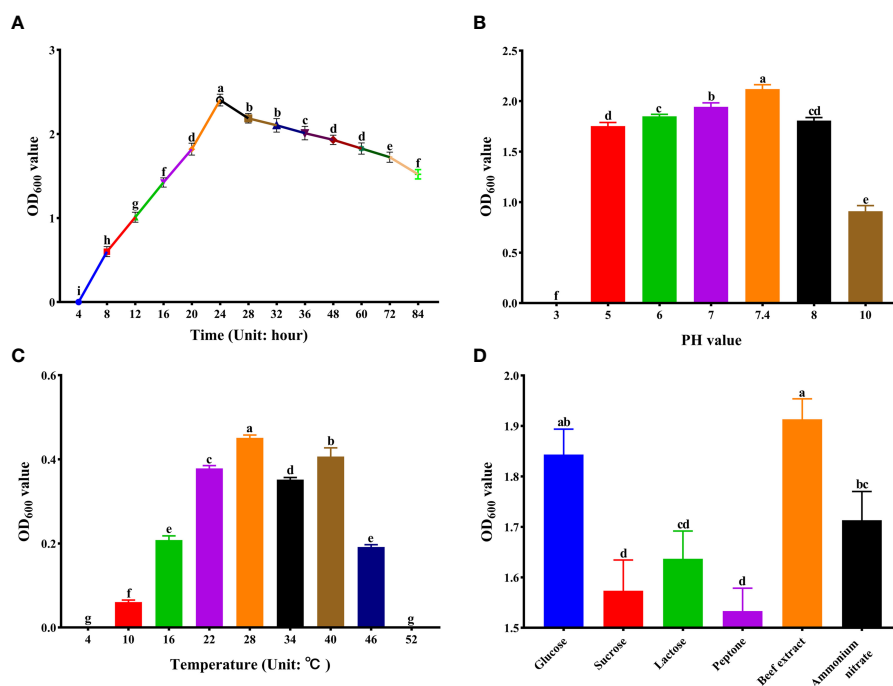 A
OD600 value
3
2
1
0
i
h
g
f
d
a
b
b
c
d
d
e
f
4 8 12 16 20 24 28 32 36 48 60 72 84
Time (Unit: hour)
B
OD600 value
2.5
2.0
1.5
1.0
0.5
0.0
f
d
c
b
a
cd
e
3 5 6 7 7.4 8 10
PH value
C
OD600 value
0.6
0.4
0.2
0.0
g
f
e
c
a
d
b
e
g
4 10 16 22 28 34 40 46 52
Temperature (Unit: ℃ )
D
OD600 value
2.0
1.9
1.8
1.7
1.6
1.5
ab
d
cd
d
a
bc
Glucose
Sucrose
Lactose
Peptone
Beef extract
Ammonium
nitrate